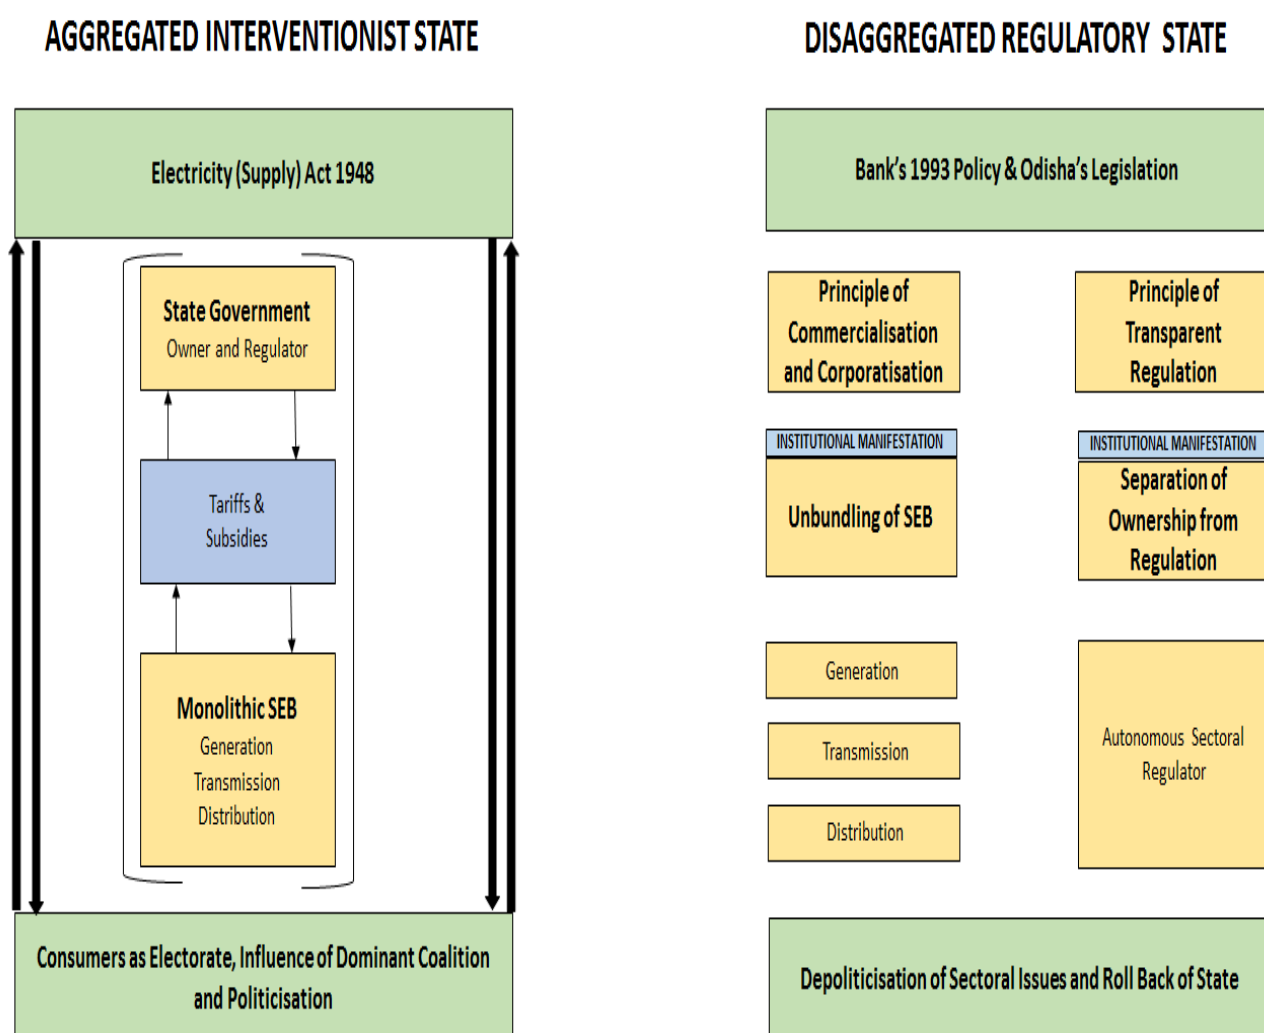 AGGREGATED INTERVENTIONIST STATE
Electricity (Supply) Act 1948
State Government
Owner and Regulator
Tariffs &
Subsidies
Monolithic SEB
Generation
Transmission
Distribution
Consumers as Electorate, Influence of Dominant Coalition
and Politicisation
DISAGGREGATED REGULATORY STATE
Bank's 1993 Policy & Odisha's Legislation
Principle of
Commercialisation
and Corporatisation
INSTITUTIONAL MANIFESTATION
Unbundling of SEB
Generation
Transmission
Distribution
Principle of
Transparent
Regulation
INSTITUTIONAL MANIFESTATION
Separation of
Ownership from
Regulation
Autonomous Sectoral
Regulator
Depoliticisation of Sectoral Issues and Roll Back of State